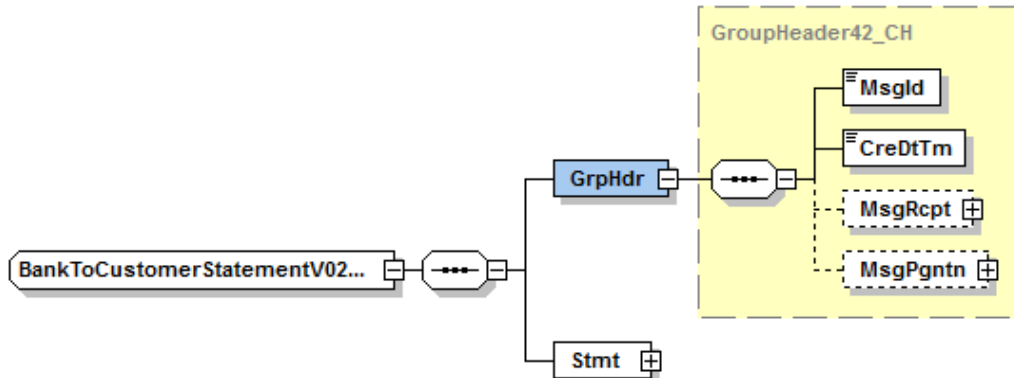 GroupHeader42_CH
MsgId
CreDtTm
GrpHdr
MsgRcpt
MsgPgntn
BankToCustomerStatementV02...
Stmt